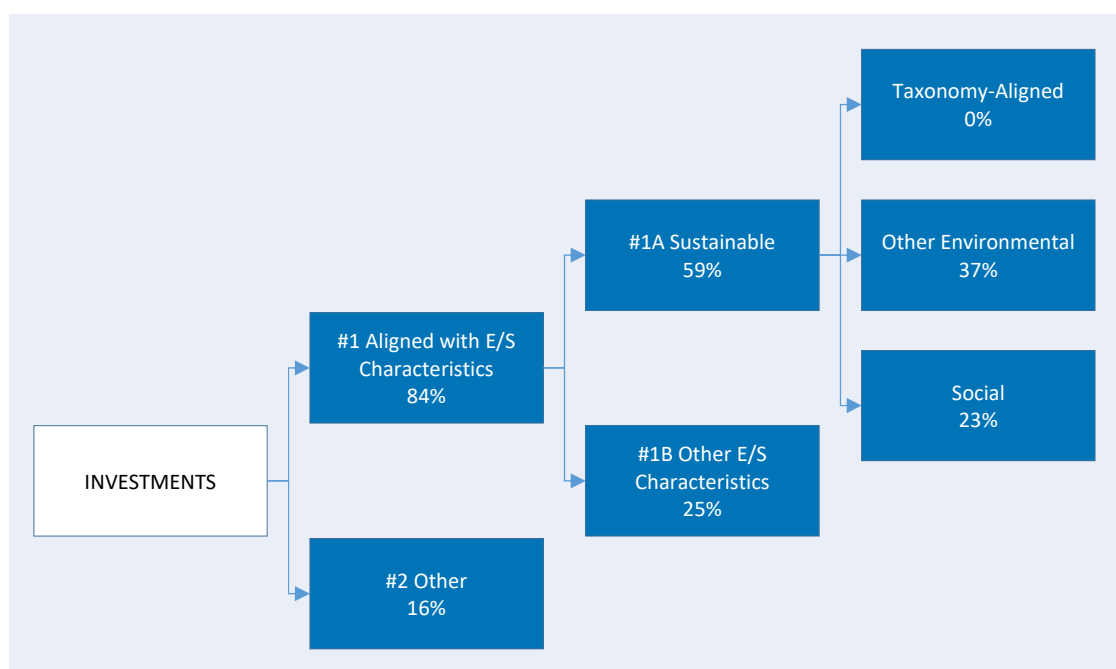 INVESTMENTS
#1 Aligned with E/S
Characteristics
84%
#2 Other
16%
#1A Sustainable
59%
#1B Other E/S
Characteristics
25%
Taxonomy-Aligned
0%
Other Environmental
37%
Social
23%